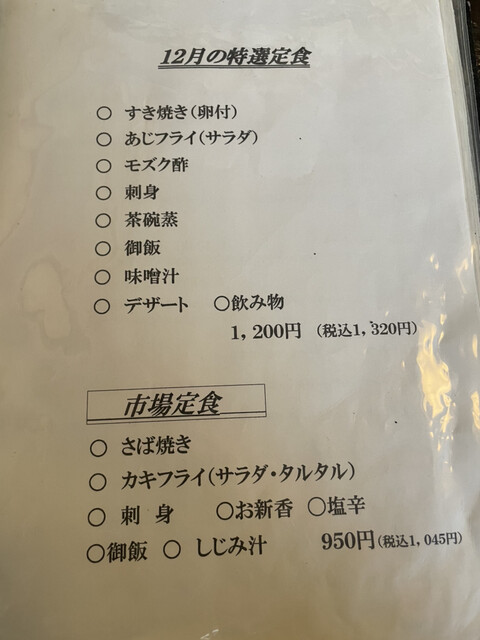 12月の特選定食
○ すき焼き(卵付)
○ あじフライ(サラダ)
○ モズク酢
○ 刺身
○ 茶碗蒸
○ 御飯
○ 味噌汁
○ デザート ○飲み物
1,200円 (税込1,320円)
市場定食
○ さば焼き
○ カキフライ(サラダ・タルタル)
○ 刺 身 ○お新香 ○塩辛
○御飯 ○ しじみ汁 950円(税込1,045円)